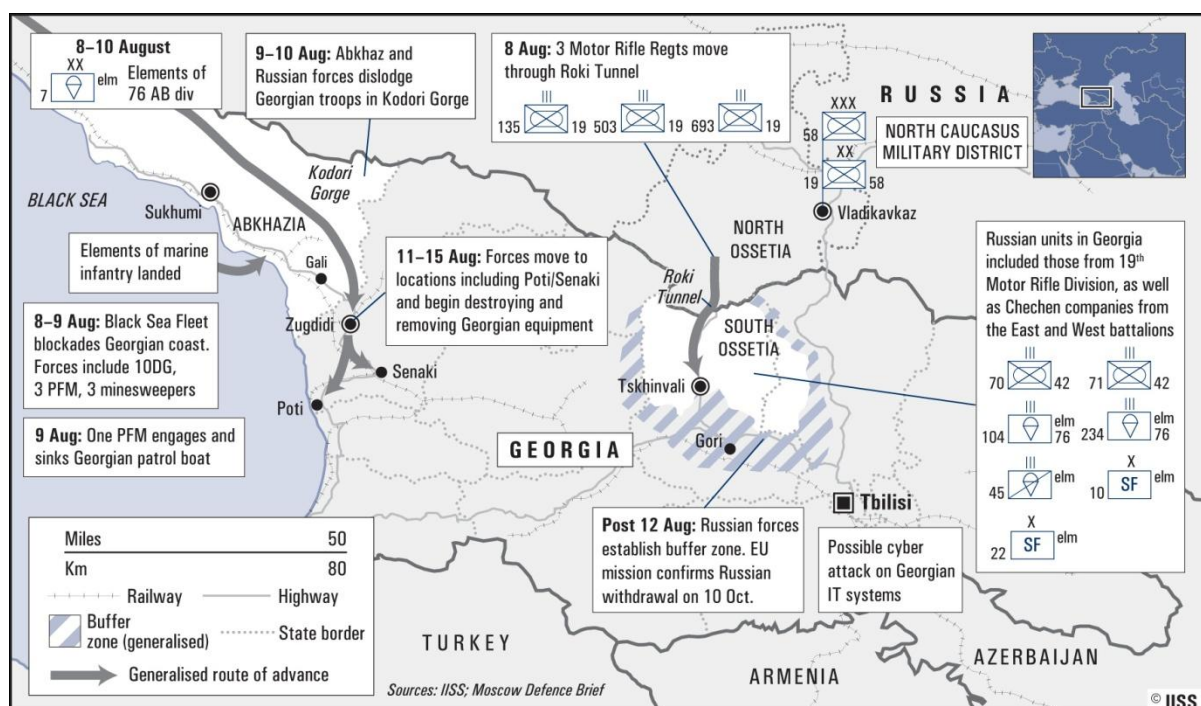 8–10 August
XX
7
elm
Elements of
76 AB div
9–10 Aug: Abkhaz and
Russian forces dislodge
Georgian troops in Kodori Gorge
8 Aug: 3 Motor Rifle Regts move
through Roki Tunnel
III
135
19
III
503
19
III
693
19
XXX
58
XX
19
58
RUSSIA
NORTH CAUCASUS
MILITARY DISTRICT
Vladikavkaz
BLACK SEA
Sukhumi
Kodori
Gorge
ABKHAZIA
NORTH
OSSETIA
Elements of marine
infantry landed
Gali
11–15 Aug: Forces move to
locations including Poti/Senaki
and begin destroying and
removing Georgian equipment
Roki
Tunnel
SOUTH
OSSETIA
Russian units in Georgia
included those from 19th
Motor Rifle Division, as well
as Chechen companies from
the East and West battalions
III
70
42
III
71
42
III
104
elm
76
III
234
elm
76
III
45
elm
X
10
SF
elm
X
22
SF
elm
8–9 Aug: Black Sea Fleet
blockades Georgian coast.
Forces include 1DDG,
3 PFM, 3 minesweepers
Zugdidi
Senaki
Poti
Tskhinvali
9 Aug: One PFM engages and
sinks Georgian patrol boat
GEORGIA
Gori
Tbilisi
Post 12 Aug: Russian forces
establish buffer zone. EU
mission confirms Russian
withdrawal on 10 Oct.
Possible cyber
attack on Georgian
IT systems
Miles 50
Km 80
Railway
Highway
Buffer
zone (generalised)
State border
Generalised route of advance
TURKEY
ARMENIA
AZERBAIJAN
Sources: IISS; Moscow Defence Brief
© IISS